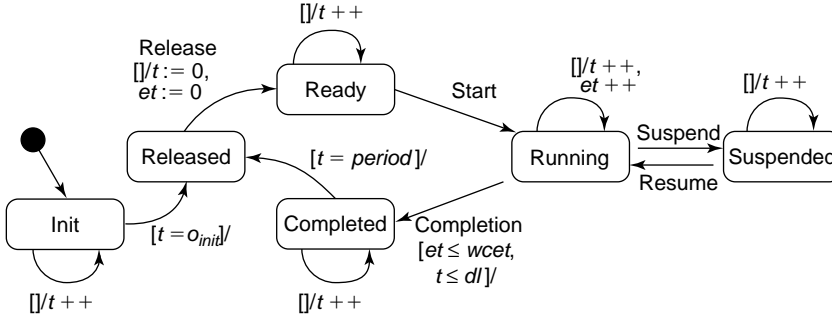 []/t ++
Release
[]/t := 0,
et := 0
Ready
Start
[]/t ++,
et ++
[]/t ++
Released
[t = period]/
Running
Suspend
Resume
Suspended
Init
[t = o_init]/
Completed
Completion
[et ≤ wcet,
t ≤ dl]/
[]/t ++
[]/t ++